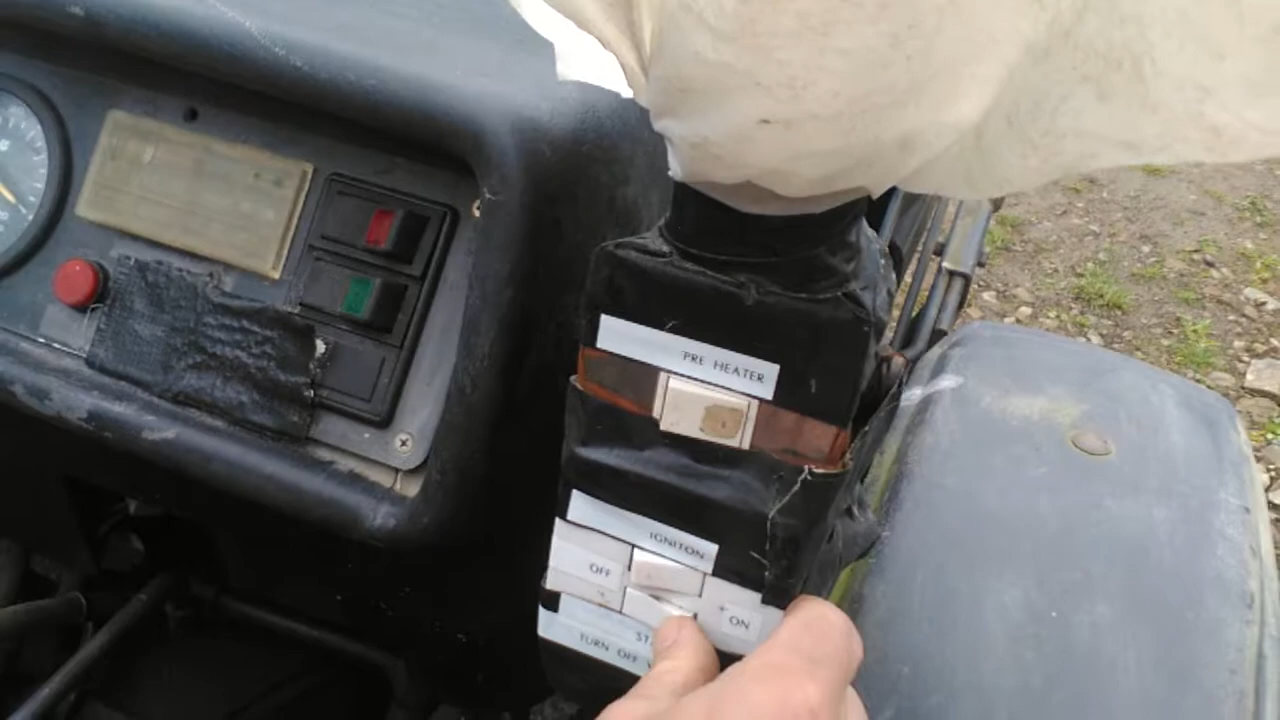 PRE HEATER
IGNITON
OFF
ON
TURN OFF